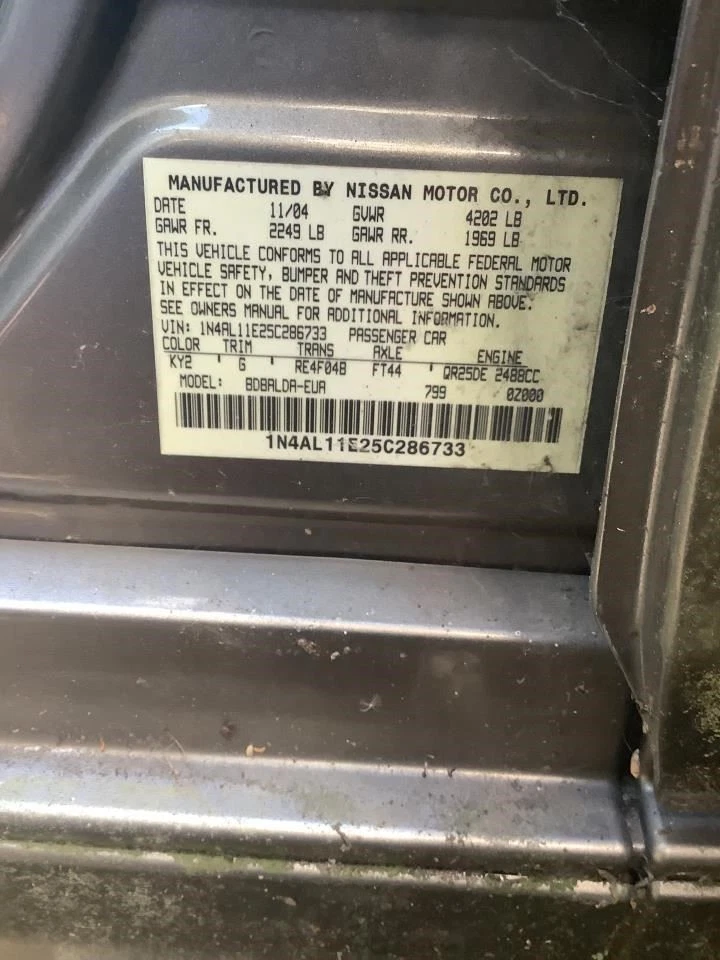 MANUFACTURED BY NISSAN MOTOR CO., LTD.
DATE 11/04 GVWR 4202 LB
GAWR FR. 2249 LB GAWR RR. 1969 LB
THIS VEHICLE CONFORMS TO ALL APPLICABLE FEDERAL MOTOR
VEHICLE SAFETY, BUMPER AND THEFT PREVENTION STANDARDS
IN EFFECT ON THE DATE OF MANUFACTURE SHOWN ABOVE.
SEE OWNERS MANUAL FOR ADDITIONAL INFORMATION.
VIN: 1N4AL11E25C286733 PASSENGER CAR
COLOR TRIM TRANS AXLE ENGINE
KY2 G RE4F04B FT44 QR25DE 2488CC
MODEL: BDBALDA-EUA 799 0Z000
1N4AL11E25C286733